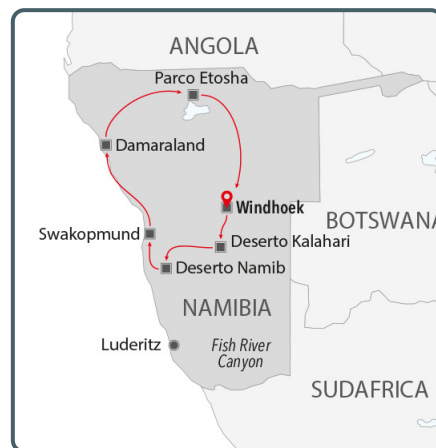 ANGOLA
Parco Etosha
Damaraland
Windhoek
BOTSWANA
Swakopmund
Deserto Kalahari
Deserto Namib
NAMIBIA
Luderitz
Fish River
Canyon
SUDAFRICA